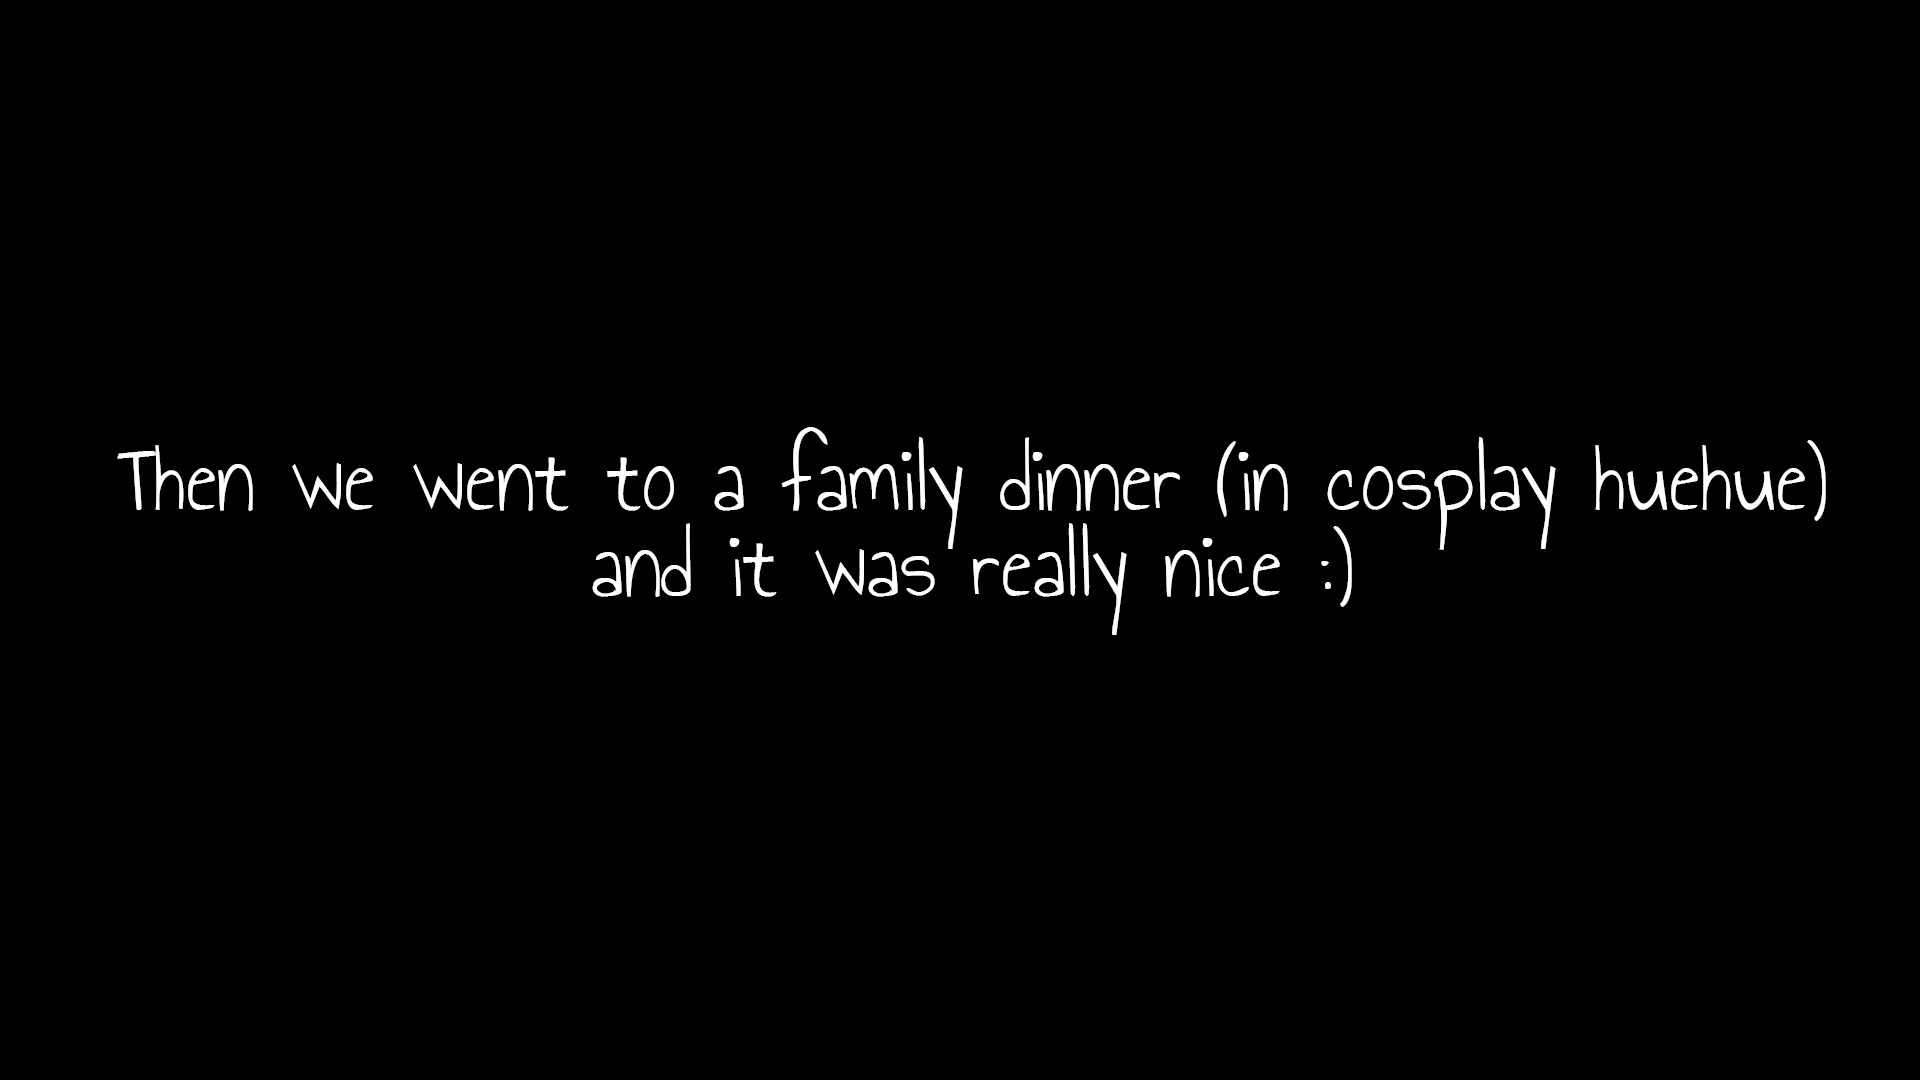 Then we went to a family dinner (in cosplay huehue)
and it was really nice :)